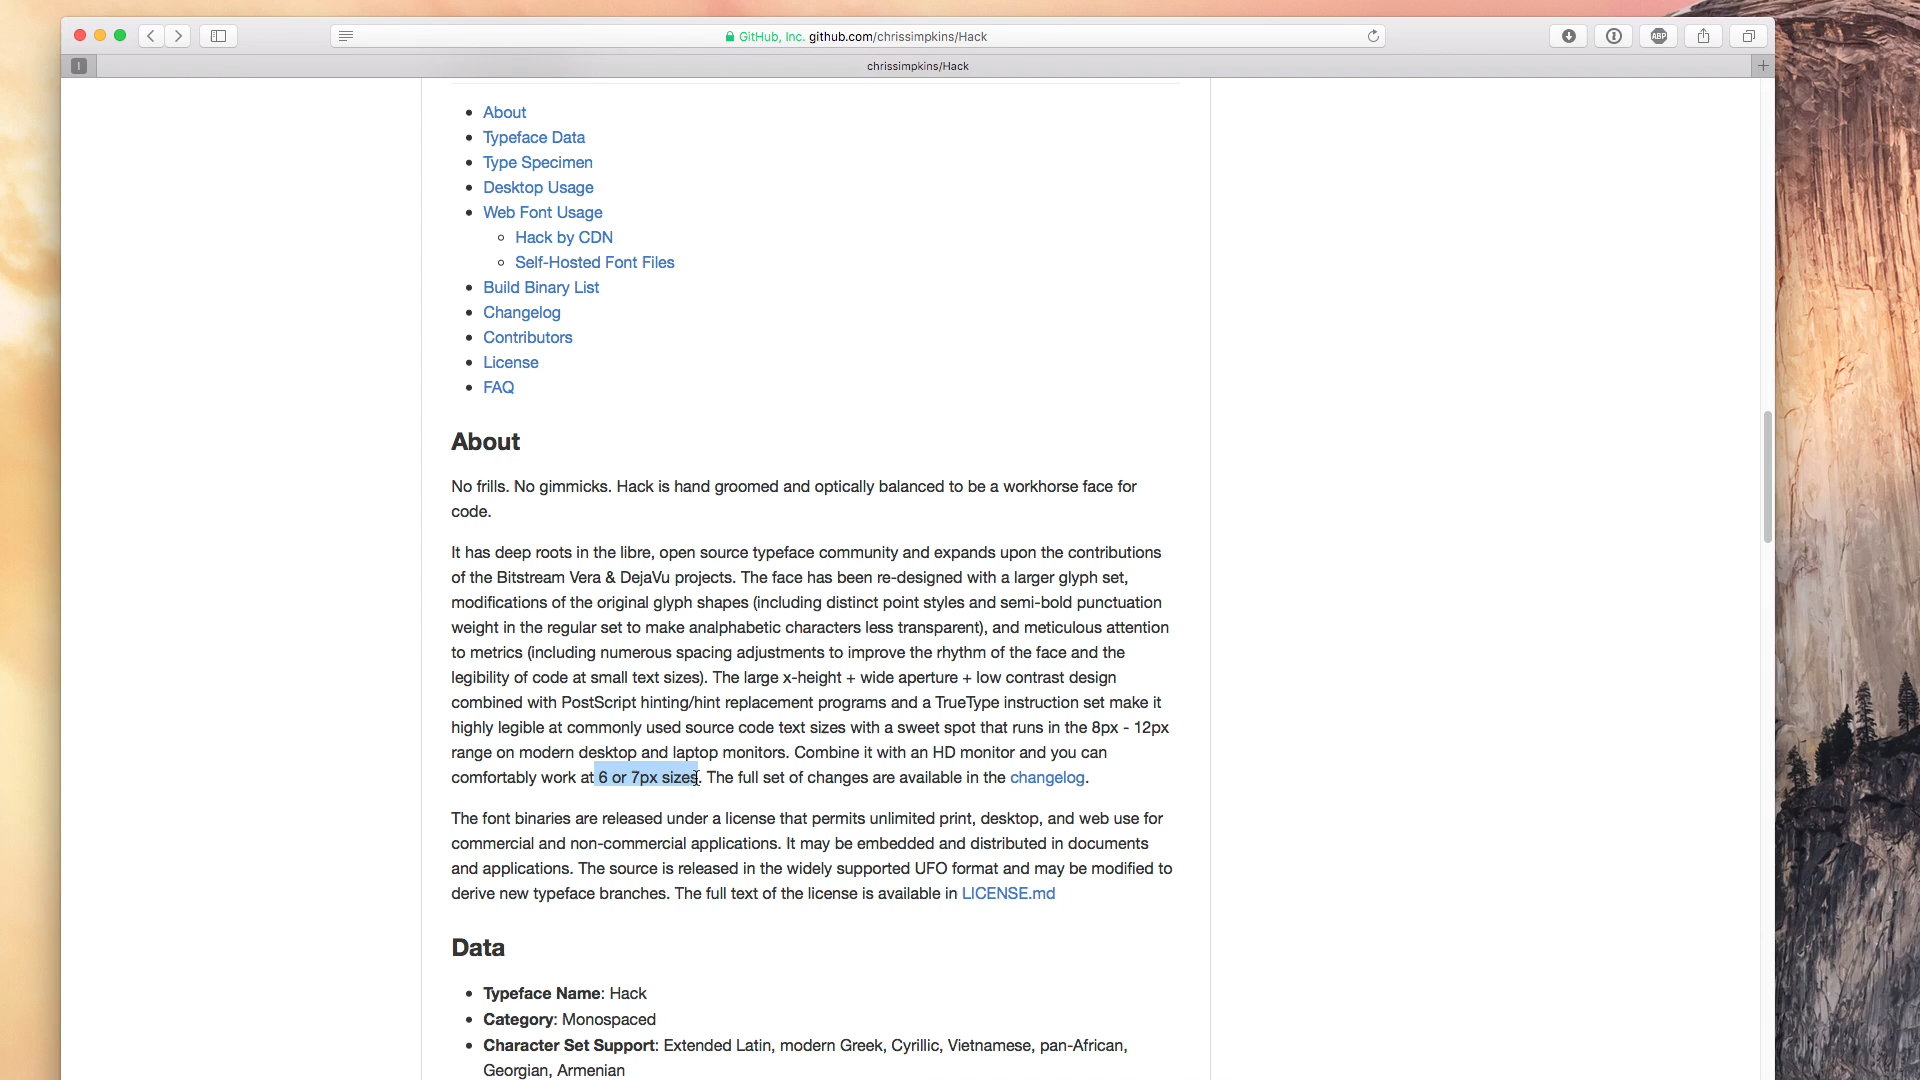 GitHub, Inc. github.com/chrissimpkins/Hack
ABP
I
chrissimpkins/Hack
About
Typeface Data
Type Specimen
Desktop Usage
Web Font Usage
Hack by CDN
Self-Hosted Font Files
Build Binary List
Changelog
Contributors
License
FAQ
About
No frills. No gimmicks. Hack is hand groomed and optically balanced to be a workhorse face for
code.
It has deep roots in the libre, open source typeface community and expands upon the contributions
of the Bitstream Vera & DejaVu projects. The face has been re-designed with a larger glyph set,
modifications of the original glyph shapes (including distinct point styles and semi-bold punctuation
weight in the regular set to make analphabetic characters less transparent), and meticulous attention
to metrics (including numerous spacing adjustments to improve the rhythm of the face and the
legibility of code at small text sizes). The large x-height + wide aperture + low contrast design
combined with PostScript hinting/hint replacement programs and a TrueType instruction set make it
highly legible at commonly used source code text sizes with a sweet spot that runs in the 8px - 12px
range on modern desktop and laptop monitors. Combine it with an HD monitor and you can
comfortably work at 6 or 7px sizes. The full set of changes are available in the changelog.
The font binaries are released under a license that permits unlimited print, desktop, and web use for
commercial and non-commercial applications. It may be embedded and distributed in documents
and applications. The source is released in the widely supported UFO format and may be modified to
derive new typeface branches. The full text of the license is available in LICENSE.md
Data
Typeface Name: Hack
Category: Monospaced
Character Set Support: Extended Latin, modern Greek, Cyrillic, Vietnamese, pan-African,
Georgian, Armenian